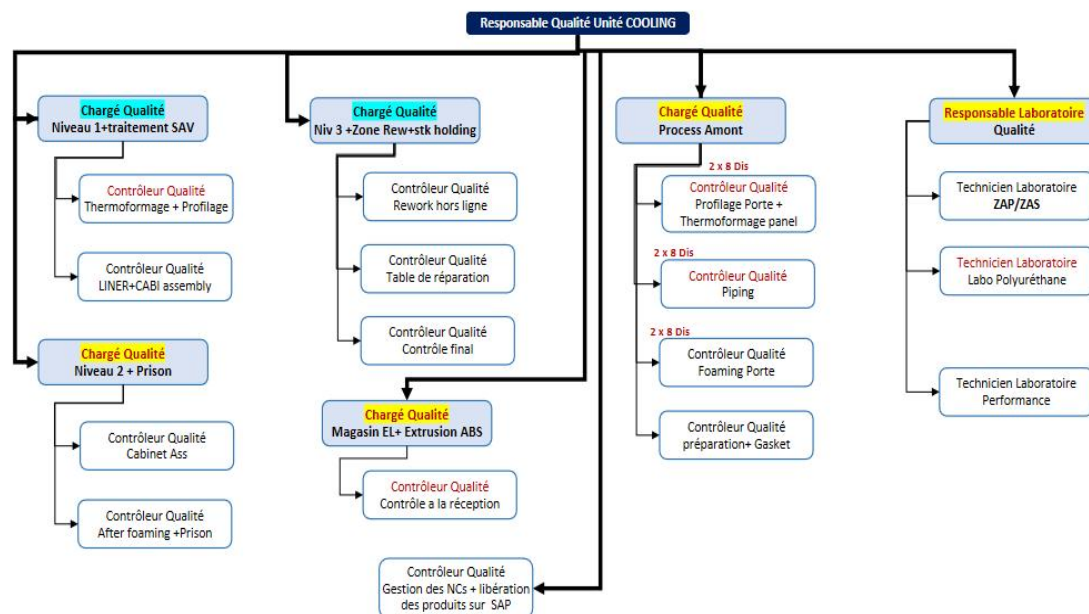 Responsable Qualité Unité COOLING
Chargé Qualité
Niveau 1+traitement SAV
Contrôleur Qualité
Thermoformage + Profilage
Contrôleur Qualité
LINER+CABI assembly
Chargé Qualité
Niveau 2 + Prison
Contrôleur Qualité
Cabinet Ass
Contrôleur Qualité
After foaming +Prison
Chargé Qualité
Niv 3 +Zone Rew+stk holding
Contrôleur Qualité
Rework hors ligne
Contrôleur Qualité
Table de réparation
Contrôleur Qualité
Contrôle final
Chargé Qualité
Magasin EL+ Extrusion ABS
Contrôleur Qualité
Contrôle a la réception
Contrôleur Qualité
Gestion des NCs + libération
des produits sur SAP
Chargé Qualité
Process Amont
2 x 8 Dis
Contrôleur Qualité
Profilage Porte +
Thermoformage panel
2 x 8 Dis
Contrôleur Qualité
Piping
2 x 8 Dis
Contrôleur Qualité
Foaming Porte
Contrôleur Qualité
préparation+ Gasket
Responsable Laboratoire
Qualité
Technicien Laboratoire
ZAP/ZAS
Technicien Laboratoire
Labo Polyuréthane
Technicien Laboratoire
Performance